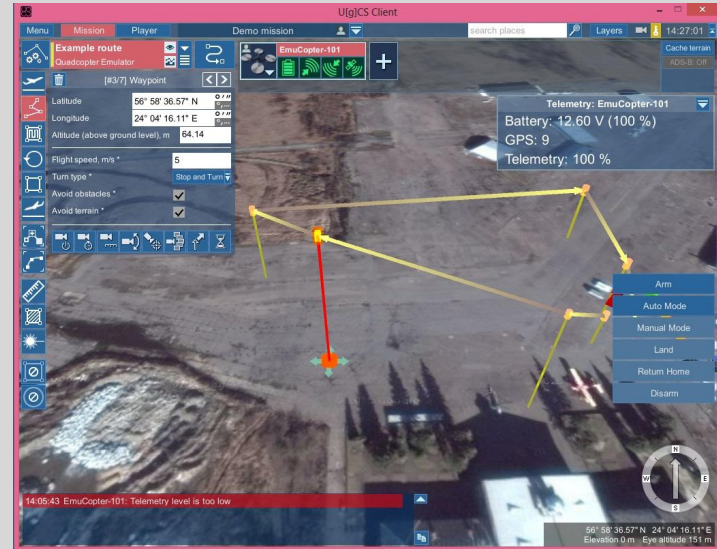 U[g]CS Client
Menu Mission Player Demo mission search places Layers 14:27:01
Example route
Quadcopter Emulator
EmuCopter-101
Cache terrain
ADS-B: Off
[#3/7] Waypoint
Latitude 56° 58' 36.57" N
Longitude 24° 04' 16.11" E
Altitude (above ground level), m 64.14
Flight speed, m/s * 5
Turn type * Stop and Turn
Avoid obstacles *
Avoid terrain *
Telemetry: EmuCopter-101
Battery: 12.60 V (100 %)
GPS: 9
Telemetry: 100 %
Arm
Auto Mode
Manual Mode
Land
Return Home
Disarm
N
W E
S
14:05:43 EmuCopter-101: Telemetry level is too low
56° 58' 36.57" N 24° 04' 16.11" E
Elevation 0 m Eye altitude 151 m